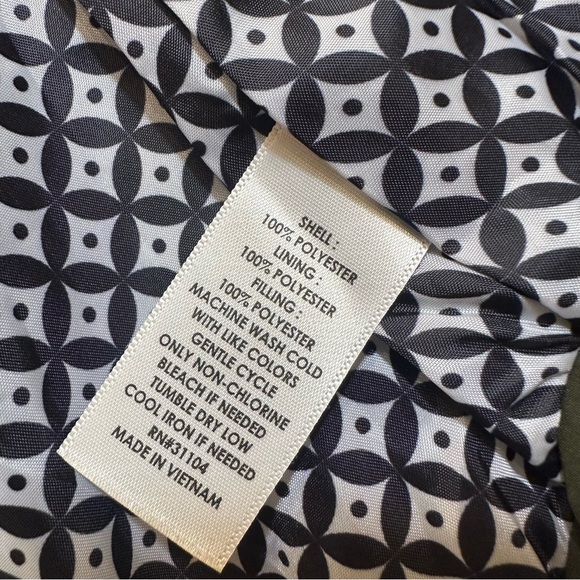 SHELL :
100% POLYESTER
LINING :
100% POLYESTER
FILLING :
100% POLYESTER
MACHINE WASH COLD
WITH LIKE COLORS
GENTLE CYCLE
ONLY NON-CHLORINE
BLEACH IF NEEDED
TUMBLE DRY LOW
COOL IRON IF NEEDED
RN#31104
MADE IN VIETNAM